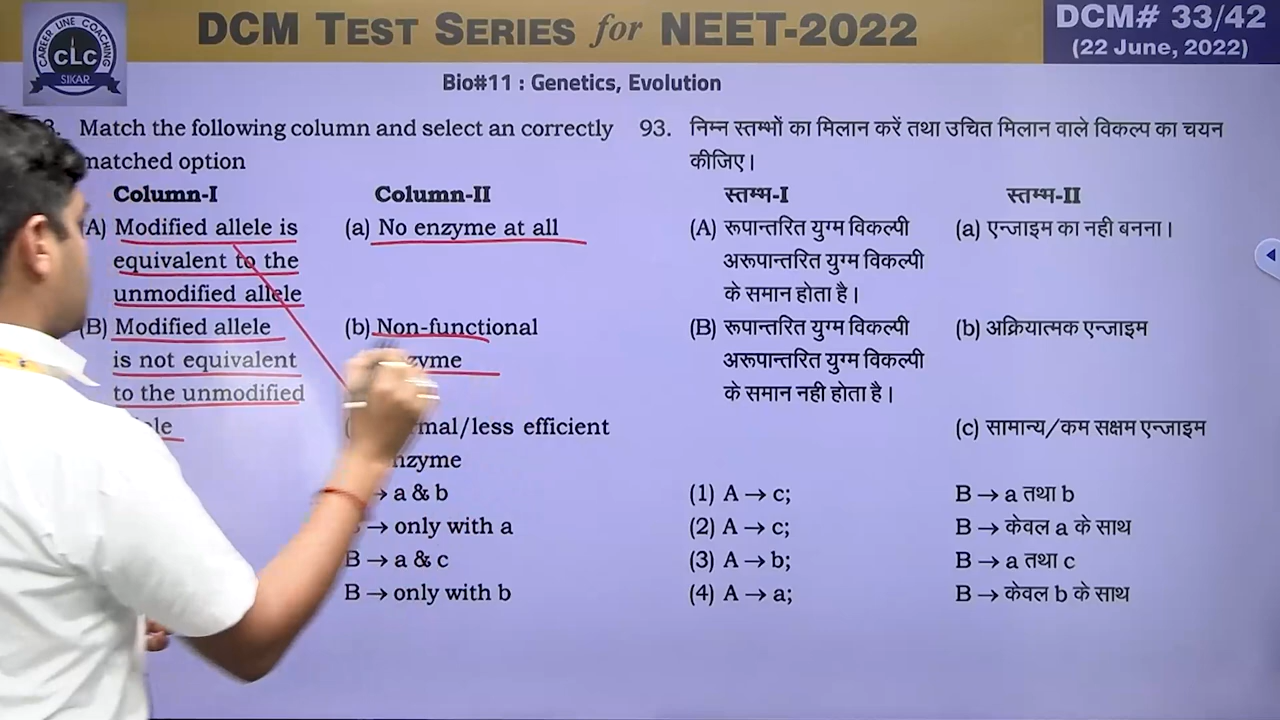 CAREER LINE COACHING
CLC
SIKAR
DCM TEST SERIES for NEET-2022
DCM# 33/42
(22 June, 2022)
Bio#11 : Genetics, Evolution
Match the following column and select an correctly
matched option
Column-I
Column-II
(A) Modified allele is
equivalent to the
unmodified allele
(a) No enzyme at all
(B) Modified allele
is not equivalent
to the unmodified
(b) Non-functional
/less efficient
B → a & b
→ only with a
B → a & c
B → only with b
93. निम्न स्तम्भों का मिलान करें तथा उचित मिलान वाले विकल्प का चयन
कीजिए।
स्तम्भ-I
स्तम्भ-II
(A) रूपान्तरित युग्म विकल्पी
अरूपान्तरित युग्म विकल्पी
के समान होता है।
(a) एन्जाइम का नही बनना।
(B) रूपान्तरित युग्म विकल्पी
अरूपान्तरित युग्म विकल्पी
के समान नही होता है।
(b) अक्रियात्मक एन्जाइम
(c) सामान्य/कम सक्षम एन्जाइम
(1) A → c; B → a तथा b
(2) A → c; B → केवल a के साथ
(3) A → b; B → a तथा c
(4) A → a; B → केवल b के साथ